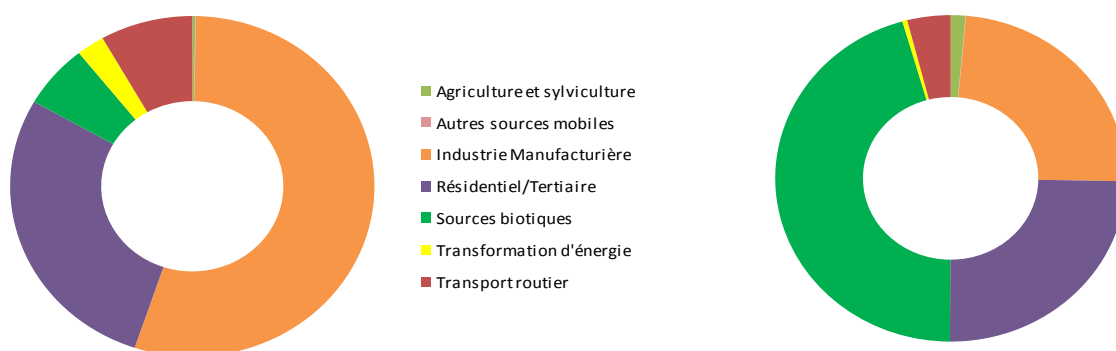 Agriculture et sylviculture
Autres sources mobiles
Industrie Manufacturière
Résidentiel/Tertiaire
Sources biotiques
Transformation d'énergie
Transport routier